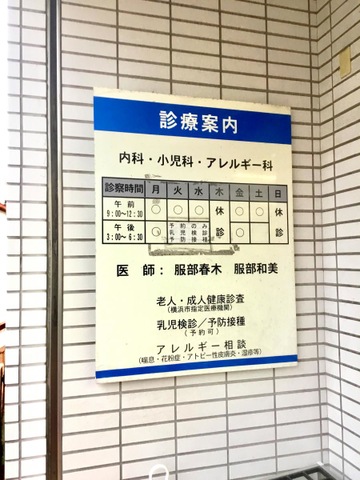 診療案内
内科・小児科・アレルギー科
診察時間 月 火 水 木 金 土 日
午前 9:00〜12:30 ○ ○ ○ 休 ○ ○ 休
午後 3:00〜6:30 ○ 予約のみ 乳児検診 予防接種 診 ○ 診
医師： 服部春木 服部和美
老人・成人健康診査
(横浜市指定医療機関)
乳児検診／予防接種
(予約可)
アレルギー相談
(喘息・花粉症・アトピー性皮膚炎・湿疹等)